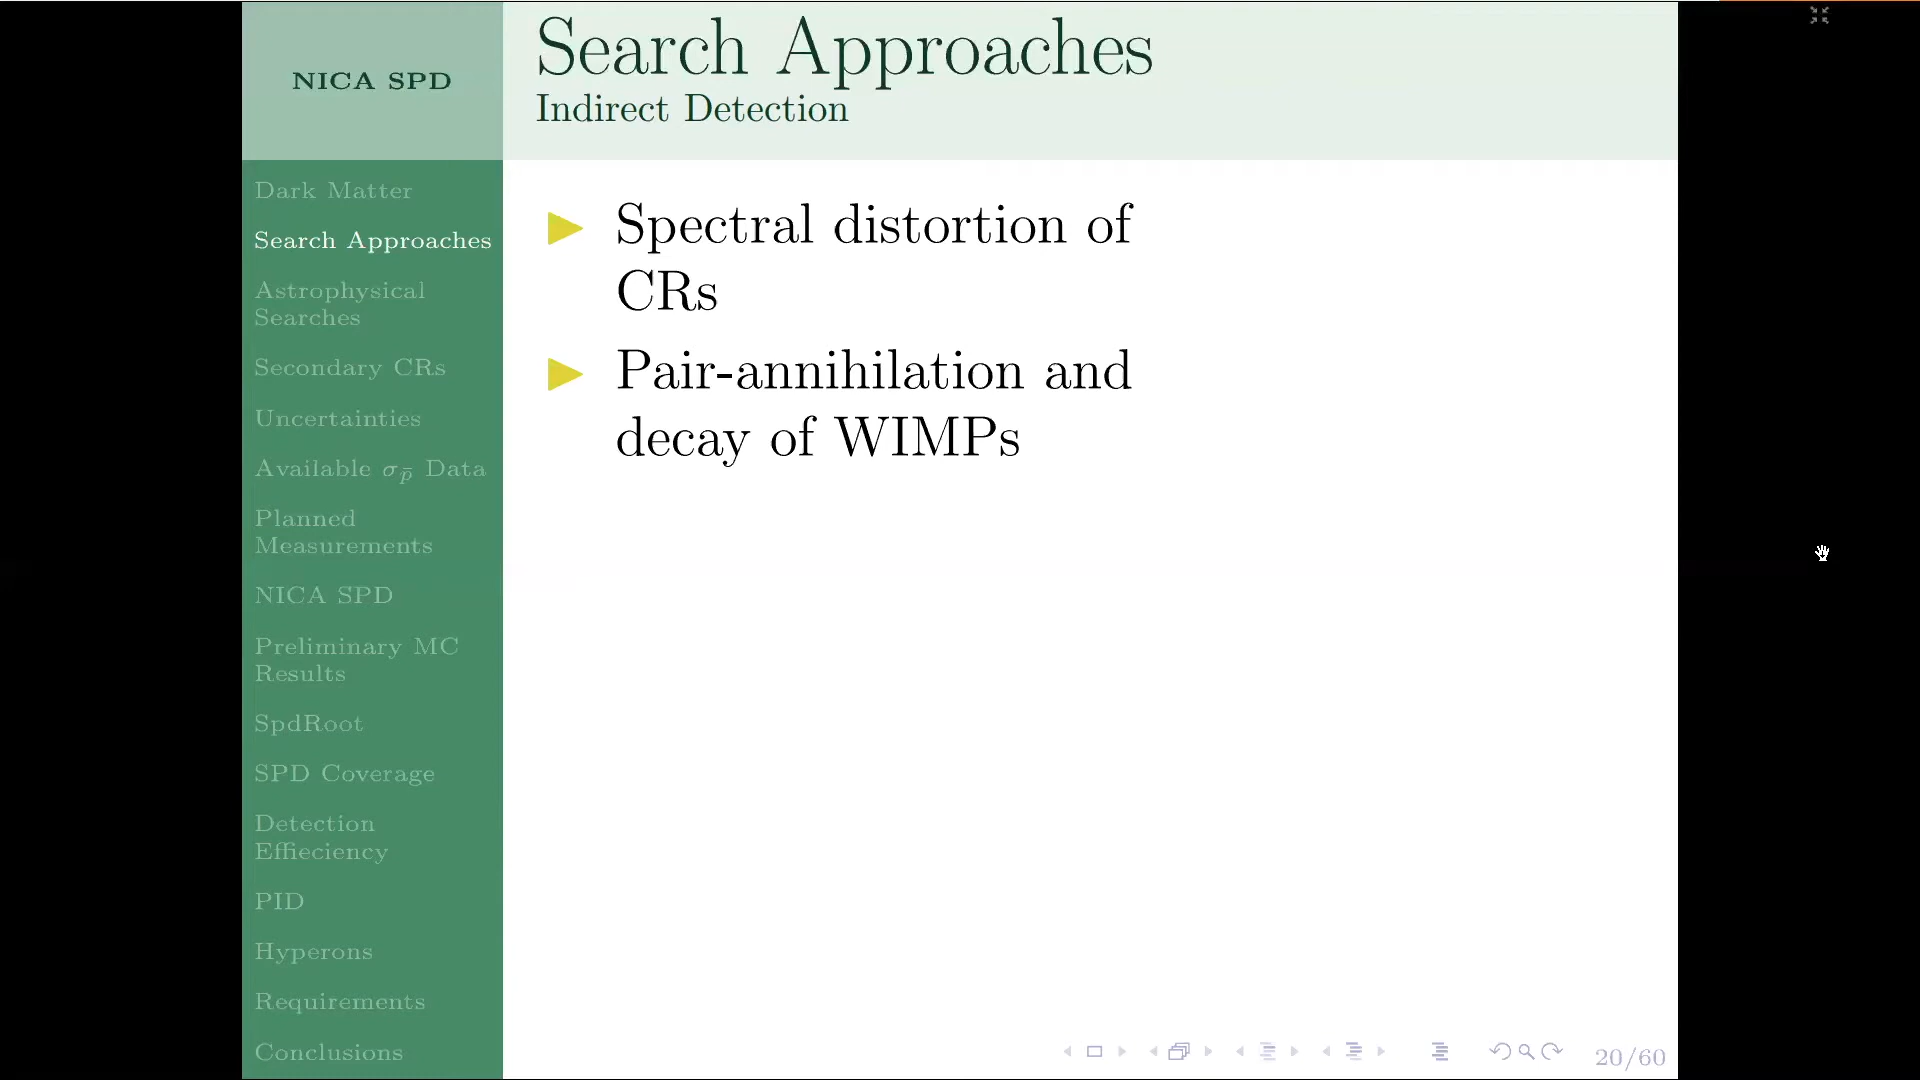 NICA SPD
Search Approaches
Indirect Detection
Dark Matter
Search Approaches
Astrophysical
Searches
Secondary CRs
Uncertainties
Available σp̄ Data
Planned
Measurements
NICA SPD
Preliminary MC
Results
SpdRoot
SPD Coverage
Detection
Effieciency
PID
Hyperons
Requirements
Conclusions
Spectral distortion of
CRs
Pair-annihilation and
decay of WIMPs
20/60